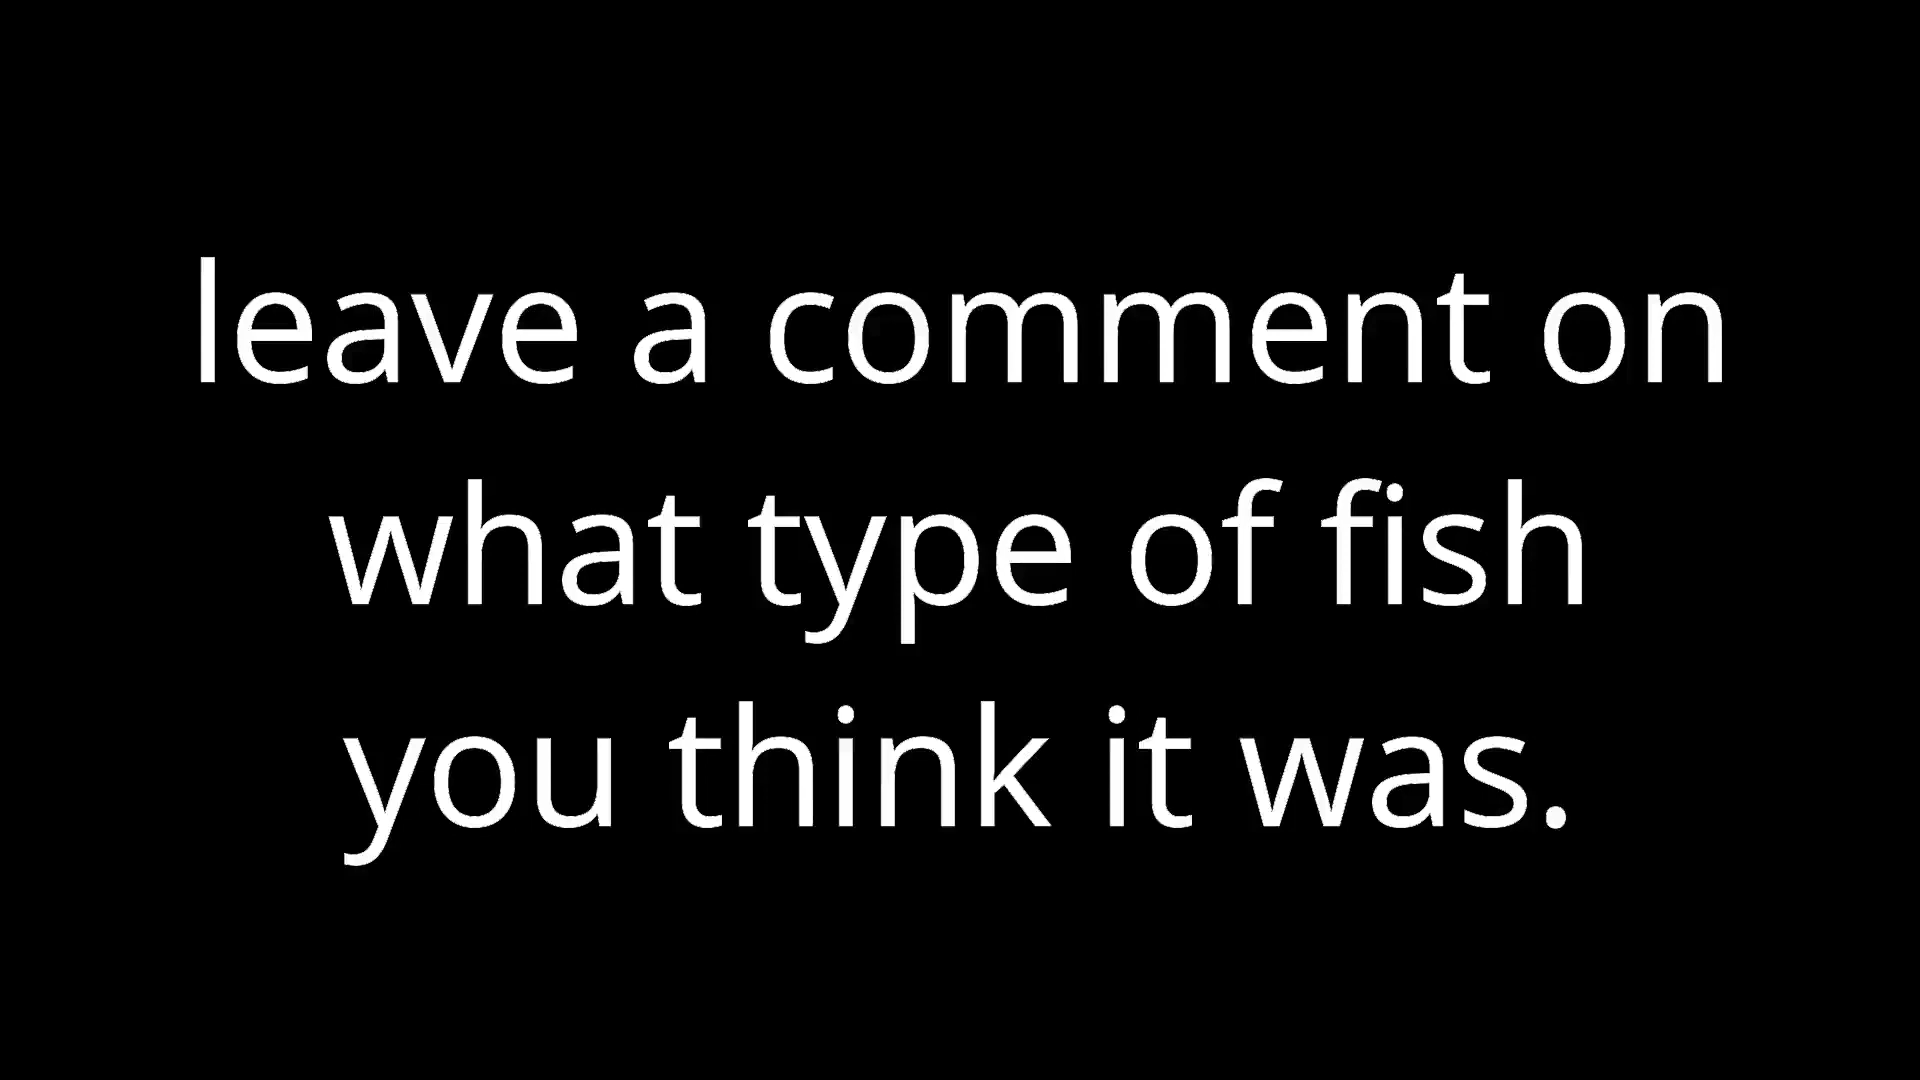 leave a comment on
what type of fish
you think it was.